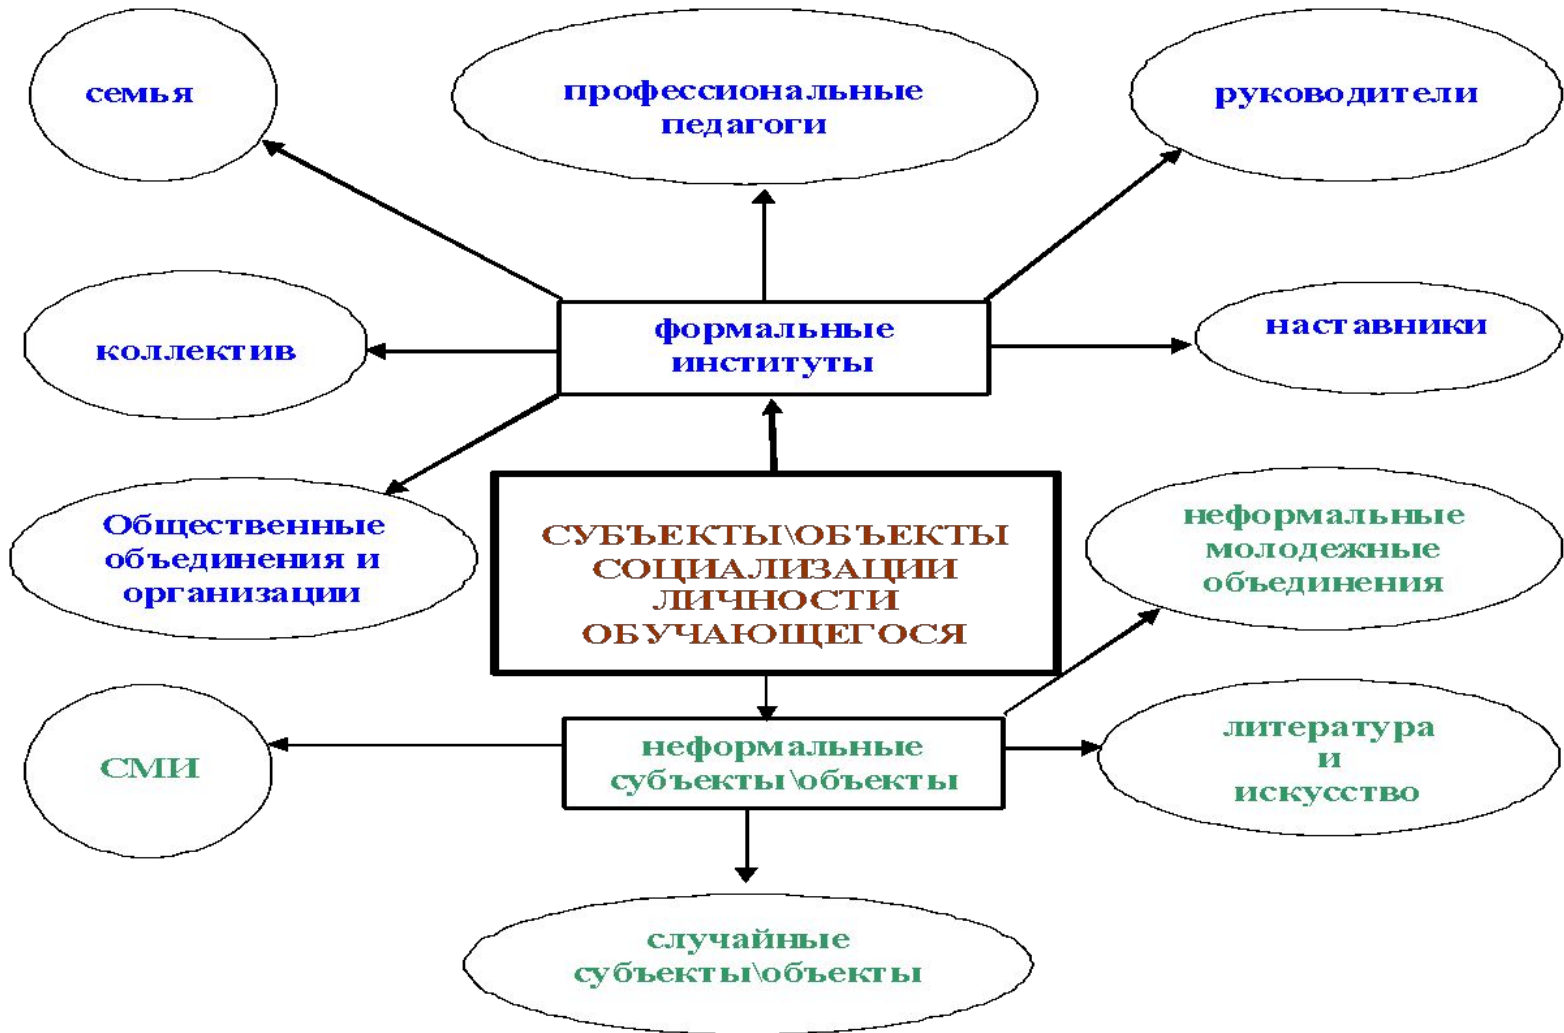 семья
профессиональные
педагоги
руководители
коллектив
формальные
институты
наставники
Общественные
объединения и
организации
СУБЪЕКТЫ\ОБЪЕКТЫ
СОЦИАЛИЗАЦИИ
ЛИЧНОСТИ
ОБУЧАЮЩЕГОСЯ
неформальные
молодежные
объединения
СМИ
неформальные
субъекты\объекты
литература
и
искусство
случайные
субъекты\объекты